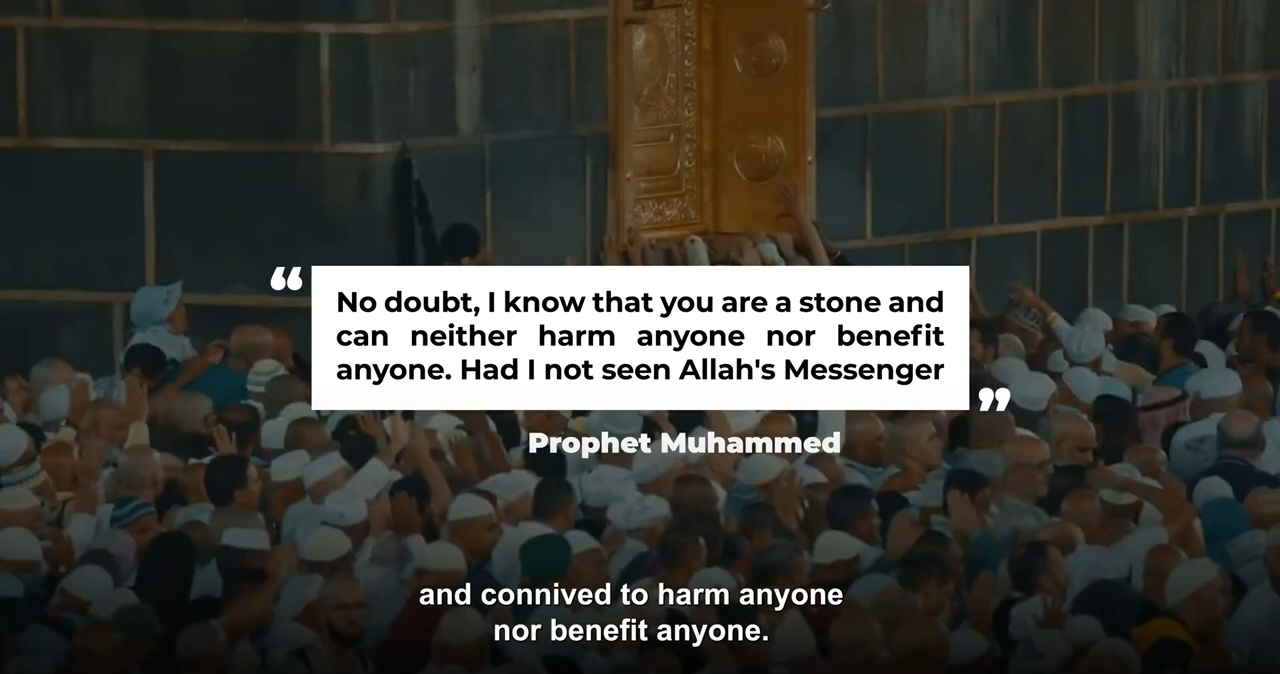 “
No doubt, I know that you are a stone and
can neither harm anyone nor benefit
anyone. Had I not seen Allah's Messenger
”
Prophet Muhammed
and connived to harm anyone
nor benefit anyone.